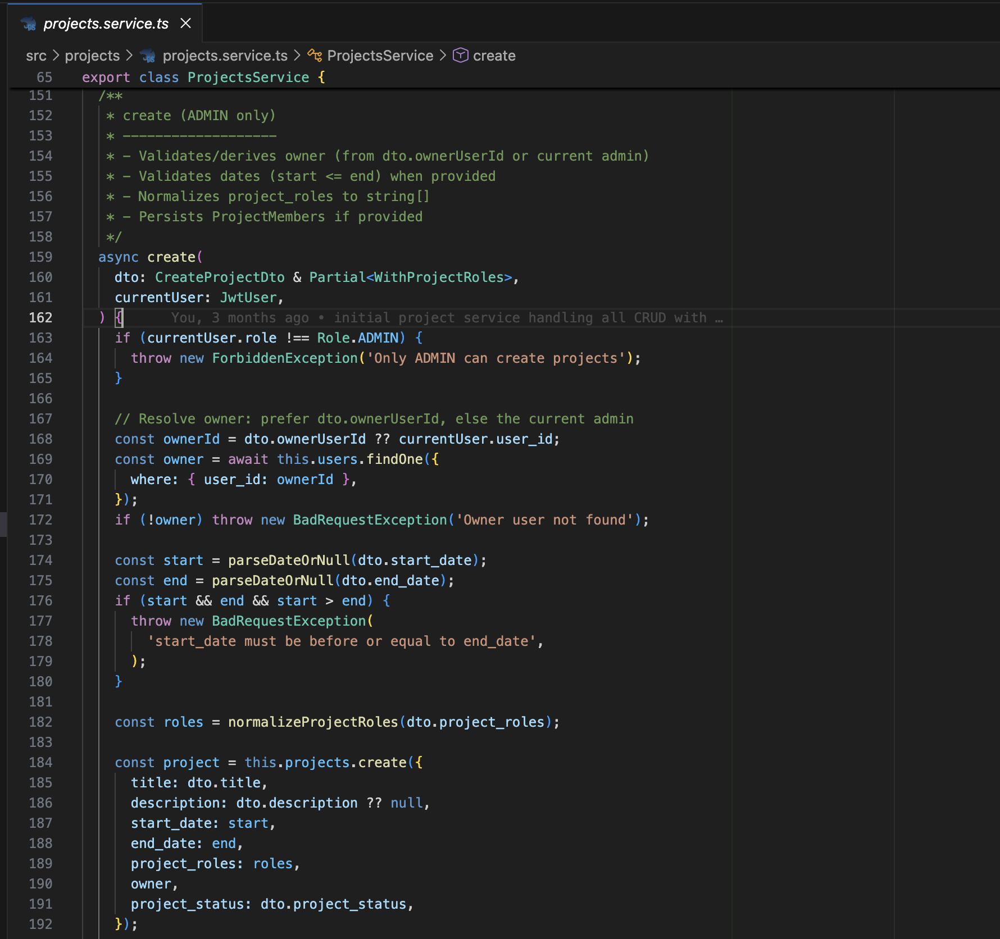 projects.service.ts
src > projects > projects.service.ts > ProjectsService > create
65 export class ProjectsService {
151 /**
152 * create (ADMIN only)
153 * -------------------
154 * - Validates/derives owner (from dto.ownerUserId or current admin)
155 * - Validates dates (start <= end) when provided
156 * - Normalizes project_roles to string[]
157 * - Persists ProjectMembers if provided
158 */
159 async create(
160 dto: CreateProjectDto & Partial<WithProjectRoles>,
161 currentUser: JwtUser,
162 ) { You, 3 months ago • initial project service handling all CRUD with …
163 if (currentUser.role !== Role.ADMIN) {
164 throw new ForbiddenException('Only ADMIN can create projects');
165 }
166
167 // Resolve owner: prefer dto.ownerUserId, else the current admin
168 const ownerId = dto.ownerUserId ?? currentUser.user_id;
169 const owner = await this.users.findOne({
170 where: { user_id: ownerId },
171 });
172 if (!owner) throw new BadRequestException('Owner user not found');
173
174 const start = parseDateOrNull(dto.start_date);
175 const end = parseDateOrNull(dto.end_date);
176 if (start && end && start > end) {
177 throw new BadRequestException(
178 'start_date must be before or equal to end_date',
179 );
180 }
181
182 const roles = normalizeProjectRoles(dto.project_roles);
183
184 const project = this.projects.create({
185 title: dto.title,
186 description: dto.description ?? null,
187 start_date: start,
188 end_date: end,
189 project_roles: roles,
190 owner,
191 project_status: dto.project_status,
192 });